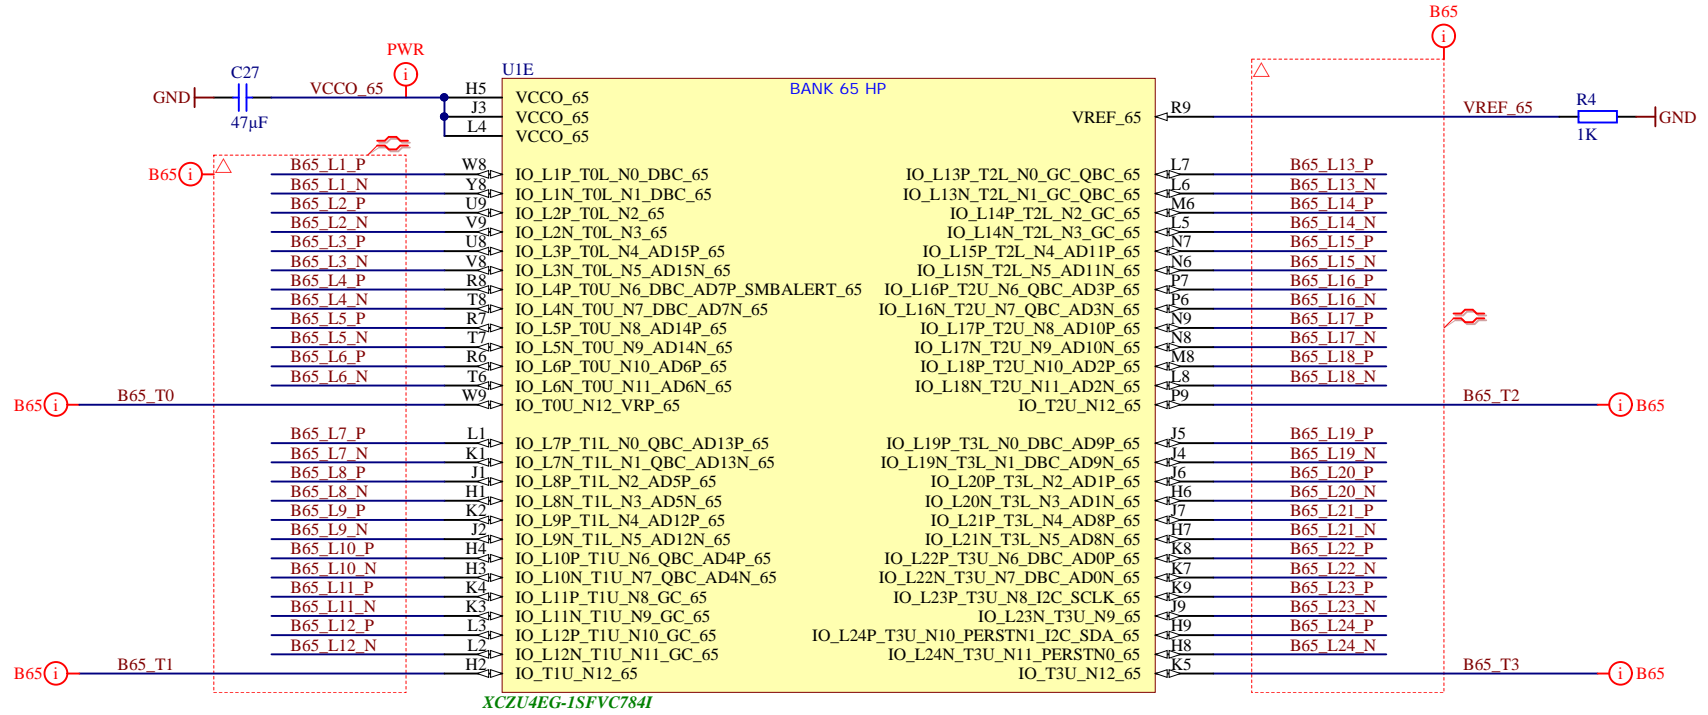 B65
PWR
C27
GND
47µF
VCCO_65
U1E
BANK 65 HP
H5 VCCO_65
J3 VCCO_65
L4 VCCO_65
VREF_65 R9 VREF_65 R4 GND
1K
B65
B65_L1_P W8 IO_L1P_T0L_N0_DBC_65 IO_L13P_T2L_N0_GC_QBC_65 L7 B65_L13_P
B65_L1_N Y8 IO_L1N_T0L_N1_DBC_65 IO_L13N_T2L_N1_GC_QBC_65 L6 B65_L13_N
B65_L2_P U9 IO_L2P_T0L_N2_65 IO_L14P_T2L_N2_GC_65 M6 B65_L14_P
B65_L2_N V9 IO_L2N_T0L_N3_65 IO_L14N_T2L_N3_GC_65 L5 B65_L14_N
B65_L3_P U8 IO_L3P_T0L_N4_AD15P_65 IO_L15P_T2L_N4_AD11P_65 N7 B65_L15_P
B65_L3_N V8 IO_L3N_T0L_N5_AD15N_65 IO_L15N_T2L_N5_AD11N_65 N6 B65_L15_N
B65_L4_P R8 IO_L4P_T0U_N6_DBC_AD7P_SMBALERT_65 IO_L16P_T2U_N6_QBC_AD3P_65 P7 B65_L16_P
B65_L4_N T8 IO_L4N_T0U_N7_DBC_AD7N_65 IO_L16N_T2U_N7_QBC_AD3N_65 P6 B65_L16_N
B65_L5_P R7 IO_L5P_T0U_N8_AD14P_65 IO_L17P_T2U_N8_AD10P_65 N9 B65_L17_P
B65_L5_N T7 IO_L5N_T0U_N9_AD14N_65 IO_L17N_T2U_N9_AD10N_65 N8 B65_L17_N
B65_L6_P R6 IO_L6P_T0U_N10_AD6P_65 IO_L18P_T2U_N10_AD2P_65 M8 B65_L18_P
B65_L6_N T6 IO_L6N_T0U_N11_AD6N_65 IO_L18N_T2U_N11_AD2N_65 L8 B65_L18_N
B65 B65_T0 W9 IO_T0U_N12_VRP_65 IO_T2U_N12_65 P9 B65_T2 B65
B65_L7_P L1 IO_L7P_T1L_N0_QBC_AD13P_65 IO_L19P_T3L_N0_DBC_AD9P_65 J5 B65_L19_P
B65_L7_N K1 IO_L7N_T1L_N1_QBC_AD13N_65 IO_L19N_T3L_N1_DBC_AD9N_65 J4 B65_L19_N
B65_L8_P J1 IO_L8P_T1L_N2_AD5P_65 IO_L20P_T3L_N2_AD1P_65 J6 B65_L20_P
B65_L8_N H1 IO_L8N_T1L_N3_AD5N_65 IO_L20N_T3L_N3_AD1N_65 H6 B65_L20_N
B65_L9_P K2 IO_L9P_T1L_N4_AD12P_65 IO_L21P_T3L_N4_AD8P_65 J7 B65_L21_P
B65_L9_N J2 IO_L9N_T1L_N5_AD12N_65 IO_L21N_T3L_N5_AD8N_65 H7 B65_L21_N
B65_L10_P H4 IO_L10P_T1U_N6_QBC_AD4P_65 IO_L22P_T3U_N6_DBC_AD0P_65 K8 B65_L22_P
B65_L10_N H3 IO_L10N_T1U_N7_QBC_AD4N_65 IO_L22N_T3U_N7_DBC_AD0N_65 K7 B65_L22_N
B65_L11_P K4 IO_L11P_T1U_N8_GC_65 IO_L23P_T3U_N8_I2C_SCLK_65 K9 B65_L23_P
B65_L11_N K3 IO_L11N_T1U_N9_GC_65 IO_L23N_T3U_N9_65 J9 B65_L23_N
B65_L12_P L3 IO_L12P_T1U_N10_GC_65 IO_L24P_T3U_N10_PERSTN1_I2C_SDA_65 H9 B65_L24_P
B65_L12_N L2 IO_L12N_T1U_N11_GC_65 IO_L24N_T3U_N11_PERSTN0_65 H8 B65_L24_N
B65 B65_T1 H2 IO_T1U_N12_65 IO_T3U_N12_65 K5 B65_T3 B65
XCZU4EG-1SFVC784I